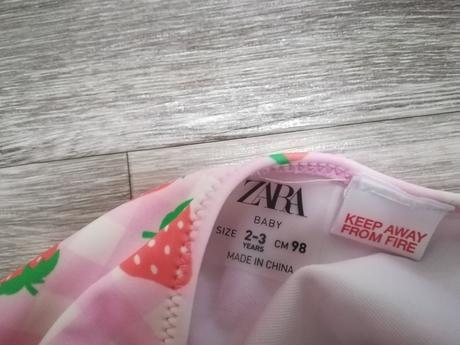 ZARA
BABY
SIZE 2-3 YEARS CM 98
MADE IN CHINA
KEEP AWAY
FROM FIRE